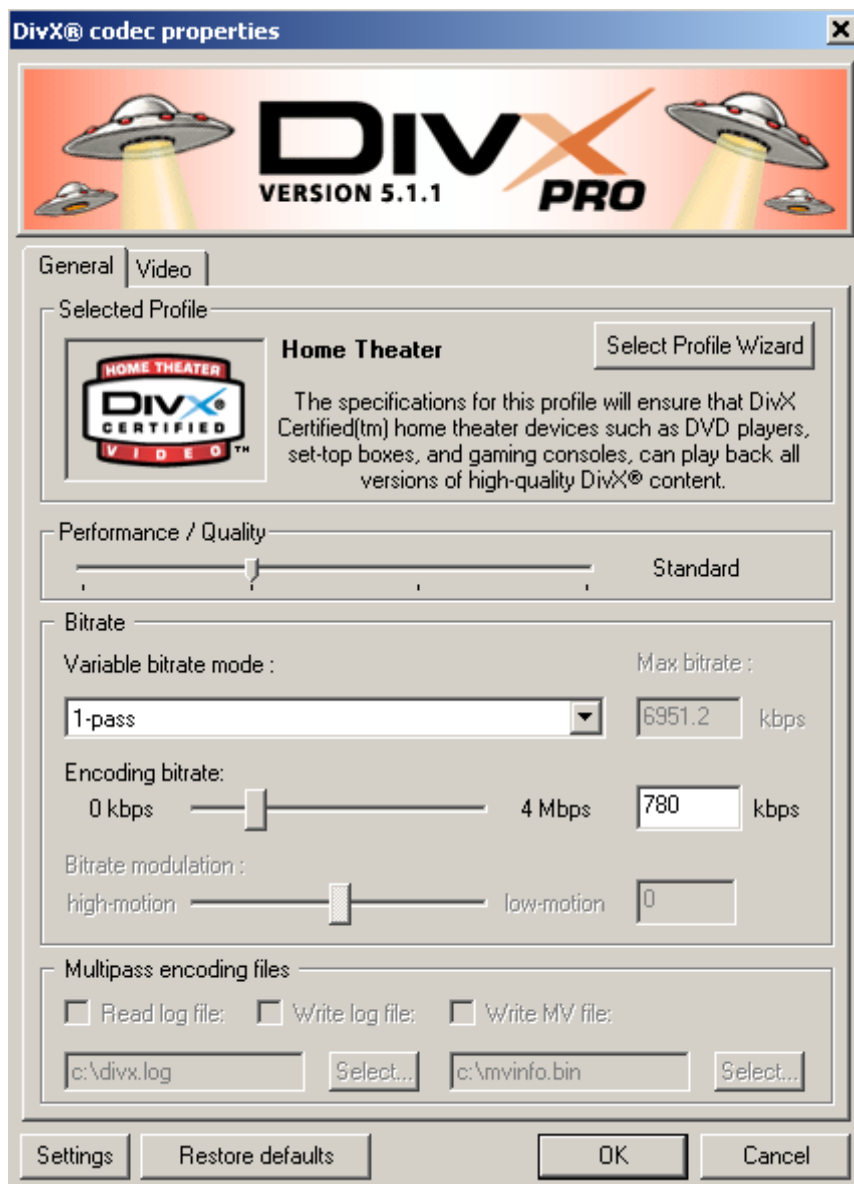 DivX® codec properties
DIVX
VERSION 5.1.1
PRO
General
Video
Selected Profile
HOME THEATER
DIVX®
CERTIFIED
VIDEO™
Home Theater
Select Profile Wizard
The specifications for this profile will ensure that DivX
Certified(tm) home theater devices such as DVD players,
set-top boxes, and gaming consoles, can play back all
versions of high-quality DivX® content.
Performance / Quality
Standard
Bitrate
Variable bitrate mode :
Max bitrate :
1-pass
6951.2 kbps
Encoding bitrate:
0 kbps
4 Mbps
780 kbps
Bitrate modulation :
high-motion
low-motion
0
Multipass encoding files
Read log file:
Write log file:
Write MV file:
c:\divx.log
Select...
c:\mvinfo.bin
Select...
Settings
Restore defaults
OK
Cancel